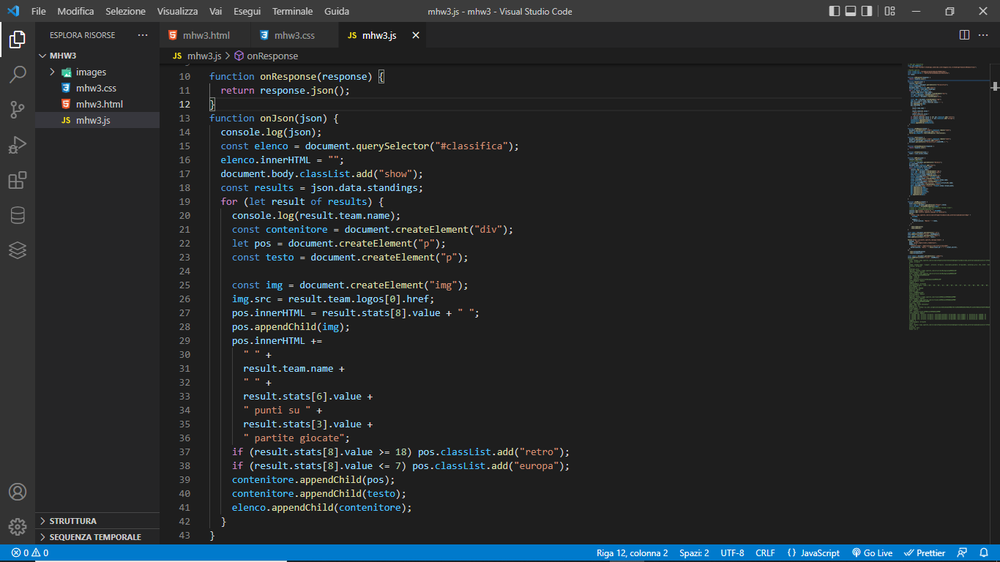 File Modifica Selezione Visualizza Vai Esegui Terminale Guida mhw3.js - mhw3 - Visual Studio Code
ESPLORA RISORSE
MHW3
images
mhw3.css
mhw3.html
JS mhw3.js
STRUTTURA
SEQUENZA TEMPORALE
mhw3.html mhw3.css JS mhw3.js
JS mhw3.js > onResponse
10 function onResponse(response) {
11   return response.json();
12 }
13 function onJson(json) {
14   console.log(json);
15   const elenco = document.querySelector("#classifica");
16   elenco.innerHTML = "";
17   document.body.classList.add("show");
18   const results = json.data.standings;
19   for (let result of results) {
20     console.log(result.team.name);
21     const contenitore = document.createElement("div");
22     let pos = document.createElement("p");
23     const testo = document.createElement("p");
24
25     const img = document.createElement("img");
26     img.src = result.team.logos[0].href;
27     pos.innerHTML = result.stats[8].value + " ";
28     pos.appendChild(img);
29     pos.innerHTML +=
30       " " +
31       result.team.name +
32       " " +
33       result.stats[6].value +
34       " punti su " +
35       result.stats[3].value +
36       " partite giocate";
37     if (result.stats[8].value >= 18) pos.classList.add("retro");
38     if (result.stats[8].value <= 7) pos.classList.add("europa");
39     contenitore.appendChild(pos);
40     contenitore.appendChild(testo);
41     elenco.appendChild(contenitore);
42   }
43 }
0 0 Riga 12, colonna 2 Spazi: 2 UTF-8 CRLF {} JavaScript Go Live Prettier